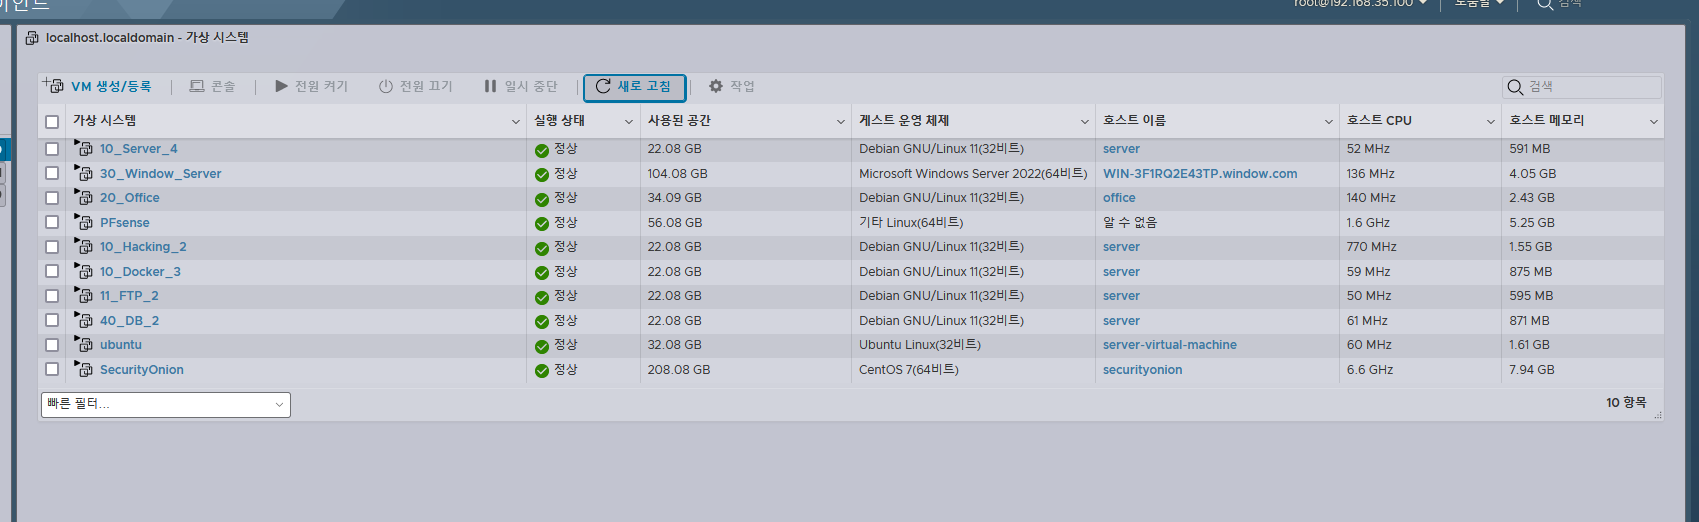 이인드
root@192.168.35.100
도움말
검색
localhost.localdomain - 가상 시스템
VM 생성/등록 콘솔 전원 켜기 전원 끄기 일시 중단 새로 고침 작업 검색
가상 시스템 실행 상태 사용된 공간 게스트 운영 체제 호스트 이름 호스트 CPU 호스트 메모리
10_Server_4 정상 22.08 GB Debian GNU/Linux 11(32비트) server 52 MHz 591 MB
30_Window_Server 정상 104.08 GB Microsoft Windows Server 2022(64비트) WIN-3F1RQ2E43TP.window.com 136 MHz 4.05 GB
20_Office 정상 34.09 GB Debian GNU/Linux 11(32비트) office 140 MHz 2.43 GB
PFsense 정상 56.08 GB 기타 Linux(64비트) 알 수 없음 1.6 GHz 5.25 GB
10_Hacking_2 정상 22.08 GB Debian GNU/Linux 11(32비트) server 770 MHz 1.55 GB
10_Docker_3 정상 22.08 GB Debian GNU/Linux 11(32비트) server 59 MHz 875 MB
11_FTP_2 정상 22.08 GB Debian GNU/Linux 11(32비트) server 50 MHz 595 MB
40_DB_2 정상 22.08 GB Debian GNU/Linux 11(32비트) server 61 MHz 871 MB
ubuntu 정상 32.08 GB Ubuntu Linux(32비트) server-virtual-machine 60 MHz 1.61 GB
SecurityOnion 정상 208.08 GB CentOS 7(64비트) securityonion 6.6 GHz 7.94 GB
빠른 필터... 10 항목